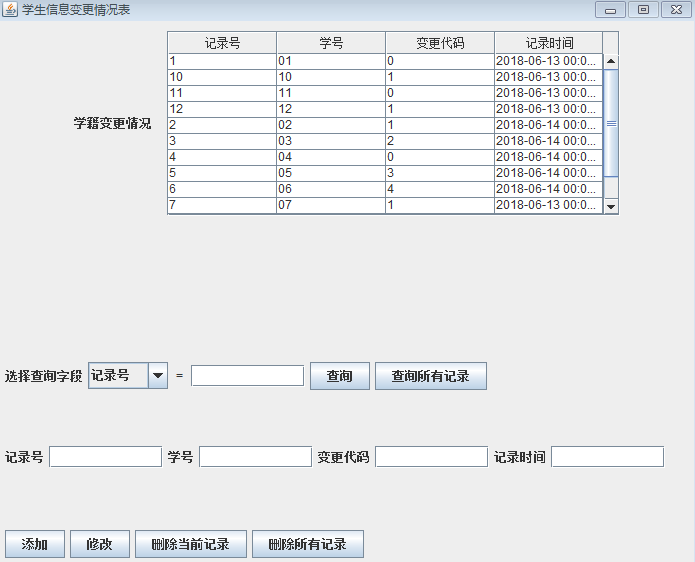 学生信息变更情况表
记录号 学号 变更代码 记录时间
1 01 0 2018-06-13 00:0...
10 10 1 2018-06-13 00:0...
11 11 0 2018-06-13 00:0...
12 12 1 2018-06-13 00:0...
2 02 1 2018-06-14 00:0...
学籍变更情况
3 03 2 2018-06-14 00:0...
4 04 0 2018-06-14 00:0...
5 05 3 2018-06-14 00:0...
6 06 4 2018-06-14 00:0...
7 07 1 2018-06-13 00:0...
选择查询字段 记录号 = 查询 查询所有记录
记录号 学号 变更代码 记录时间
添加 修改 删除当前记录 删除所有记录